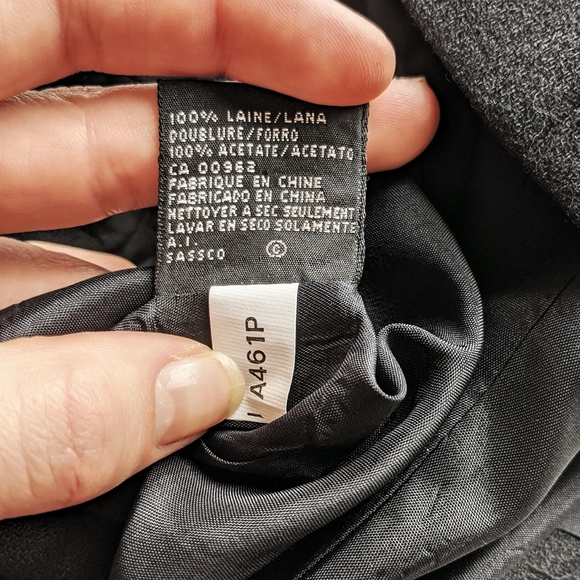 100% LAINE/LANA
DOUBLURE/FORRO
100% ACETATE/ACETATO
CA 00962
FABRIQUE EN CHINE
FABRICADO EN CHINA
NETTOYER A SEC SEULEMENT
LAVAR EN SECO SOLAMENTE
A.I.
SASSCO
A461P